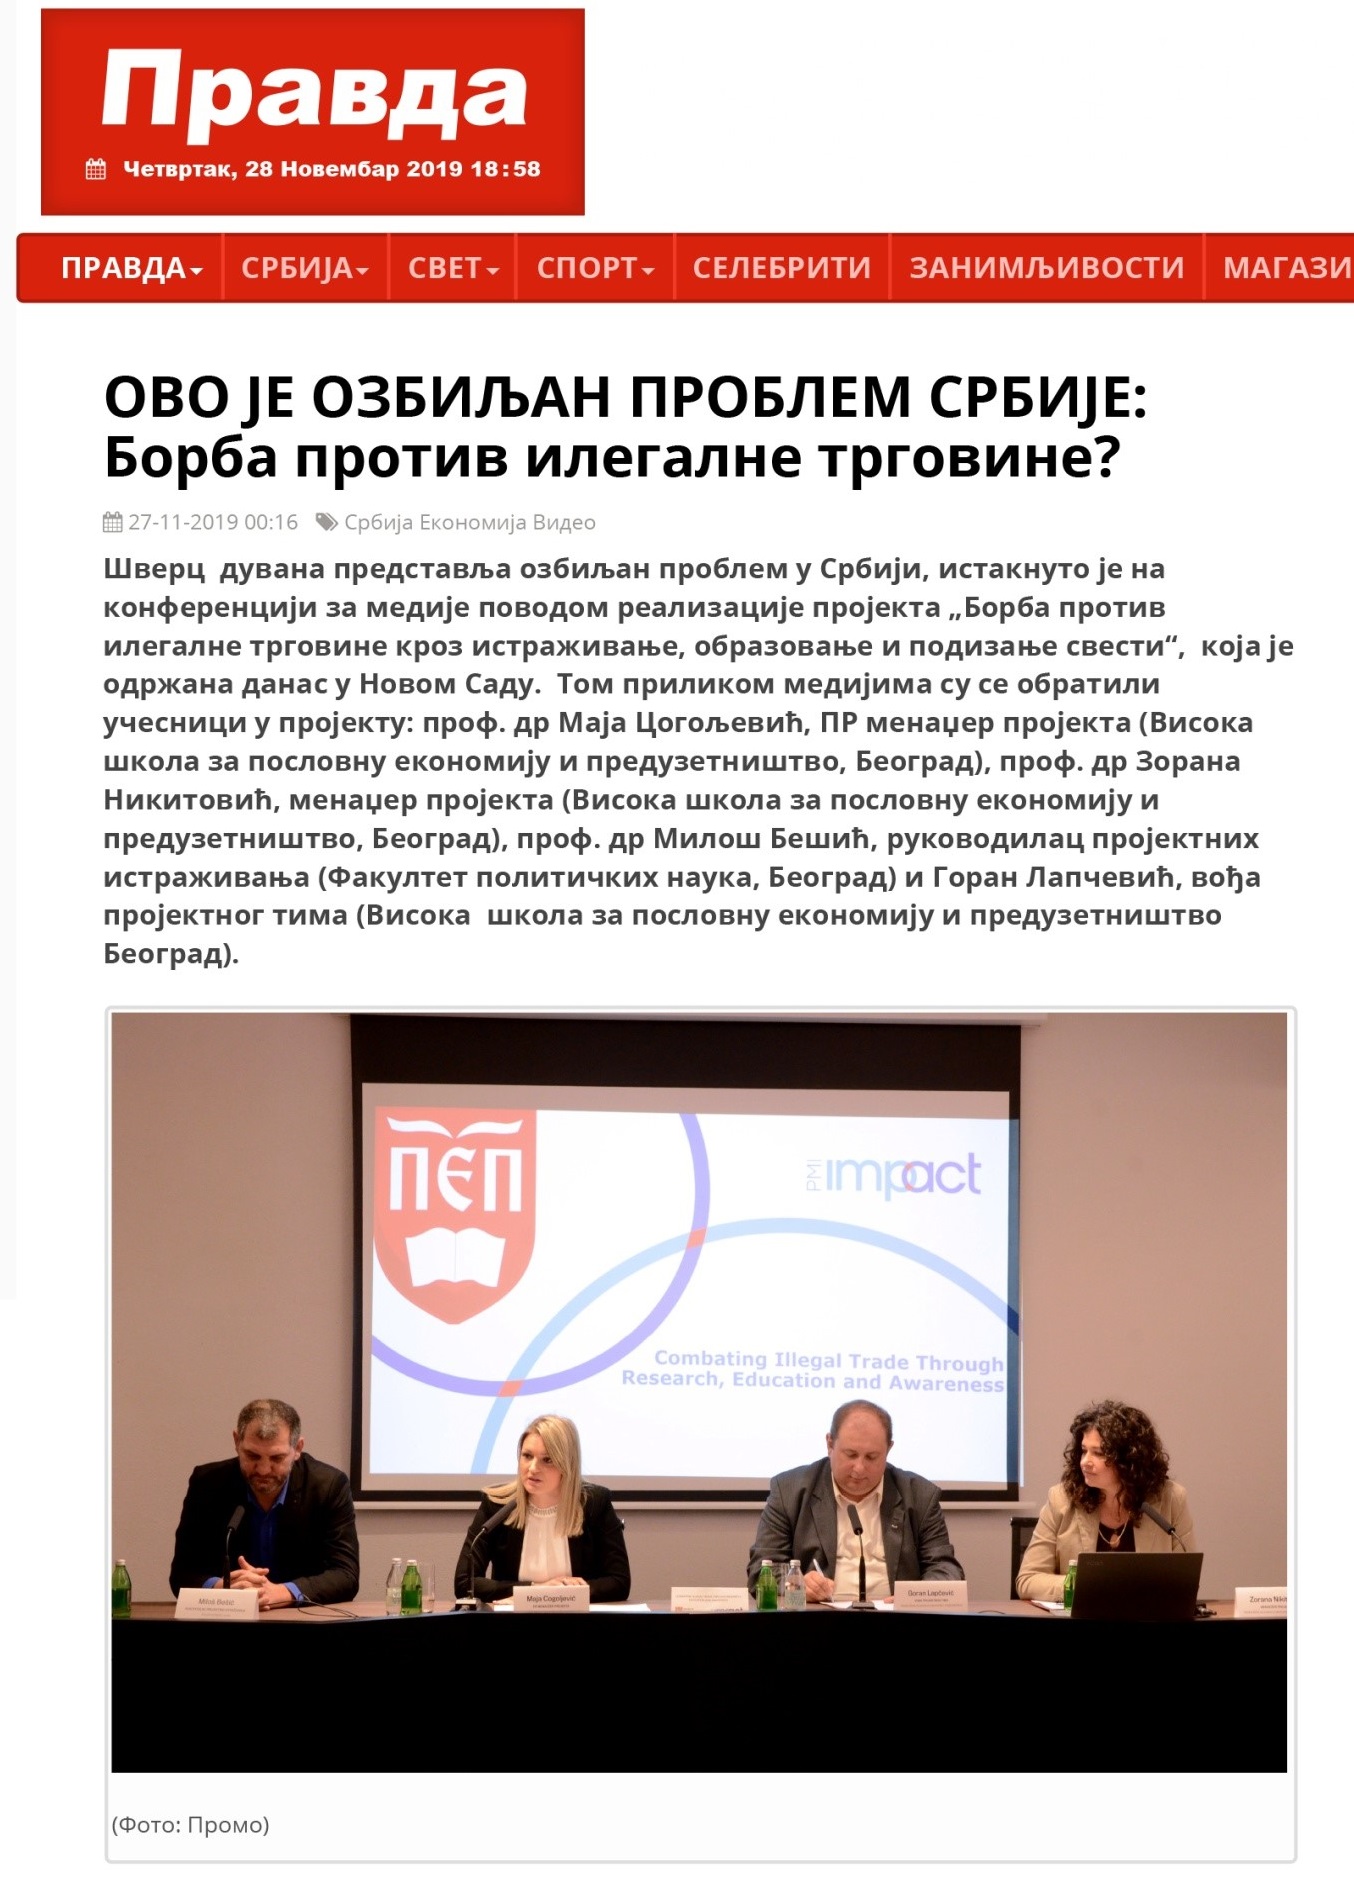 Правда
Четвртак, 28 Новембар 2019 18:58
ПРАВДА СРБИЈА СВЕТ СПОРТ СЕЛЕБРИТИ ЗАНИМЉИВОСТИ МАГАЗИ
ОВО ЈЕ ОЗБИЉАН ПРОБЛЕМ СРБИЈЕ:
Борба против илегалне трговине?
27-11-2019 00:16 Србија Економија Видео
Шверц дувана представља озбиљан проблем у Србији, истакнуто је на
конференцији за медије поводом реализације пројекта „Борба против
илегалне трговине кроз истраживање, образовање и подизање свести“, која је
одржана данас у Новом Саду. Том приликом медијима су се обратили
учесници у пројекту: проф. др Маја Цогољевић, ПР менаџер пројекта (Висока
школа за пословну економију и предузетништво, Београд), проф. др Зорана
Никитовић, менаџер пројекта (Висока школа за пословну економију и
предузетништво, Београд), проф. др Милош Бешић, руководилац пројектних
истраживања (Факултет политичких наука, Београд) и Горан Лапчевић, вођа
пројектног тима (Висока школа за пословну економију и предузетништво
Београд).
ПЄП
PMI impact
Combating Illegal Trade Through
Research, Education and Awareness
Miloš Bešić
Maja Cogoljević
Goran Lapčević
Zorana Nik
(Фото: Промо)